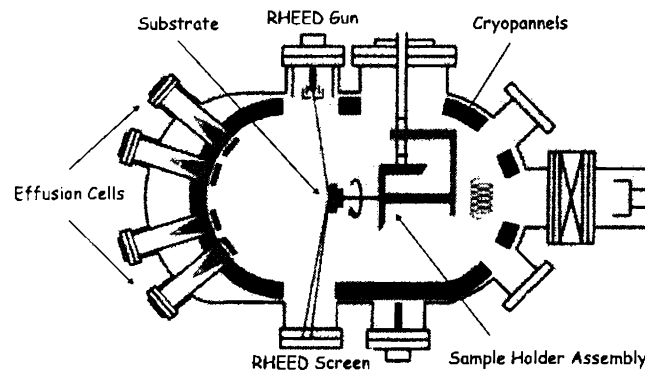 Substrate
RHEED Gun
Cryopannels
Effusion Cells
RHEED Screen
Sample Holder Assembly